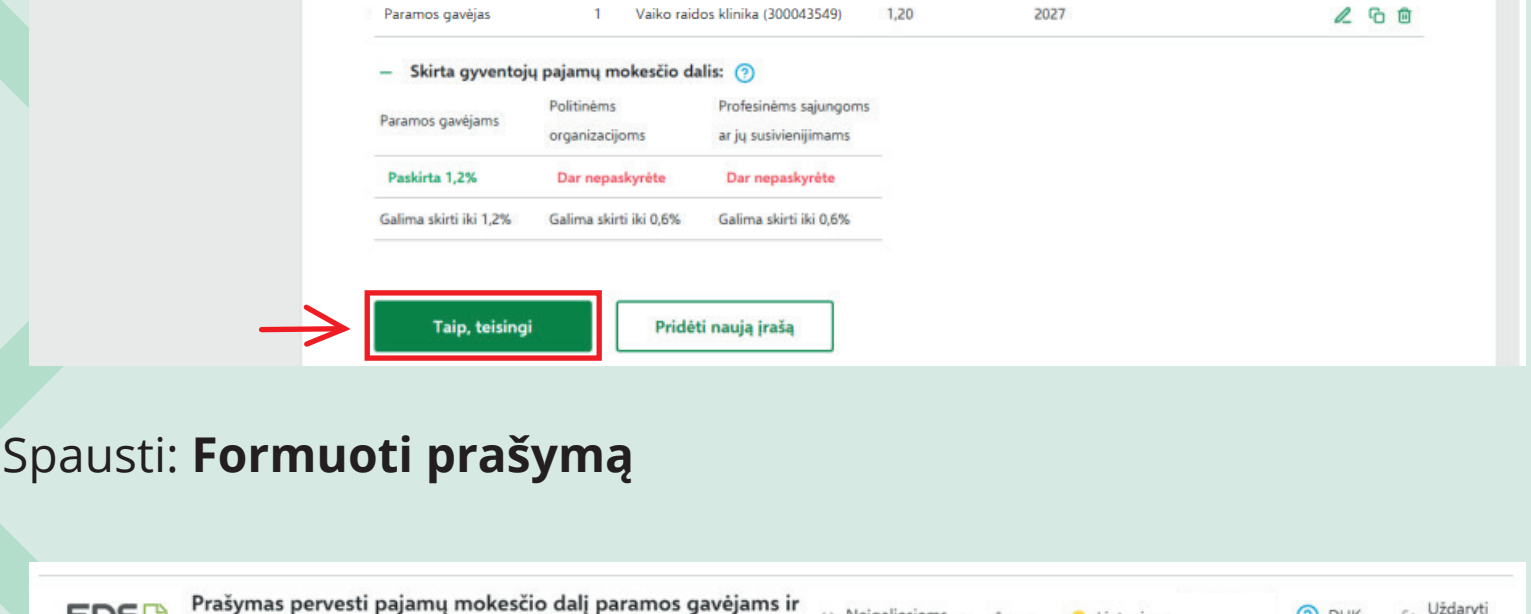 Paramos gavėjas 1 Vaiko raidos klinika (300043549) 1,20 2027
– Skirta gyventojų pajamų mokesčio dalis: ?
Paramos gavėjams Politinėms organizacijoms Profesinėms sąjungoms ar jų susivienijimams
Paskirta 1,2% Dar nepaskyrėte Dar nepaskyrėte
Galima skirti iki 1,2% Galima skirti iki 0,6% Galima skirti iki 0,6%
Taip, teisingi Pridėti naują įrašą
Spausti: Formuoti prašymą
EDS Prašymas pervesti pajamų mokesčio dalį paramos gavėjams ir
Uždaryti